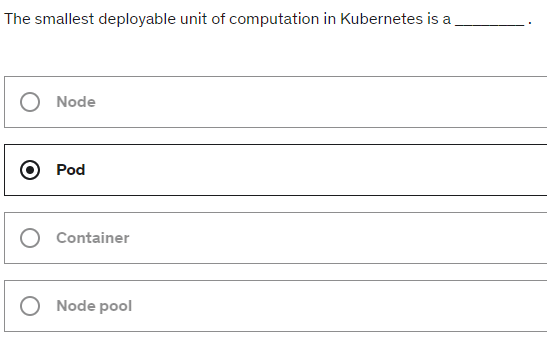 The smallest deployable unit of computation in Kubernetes is a ________ .
Node
Pod
Container
Node pool